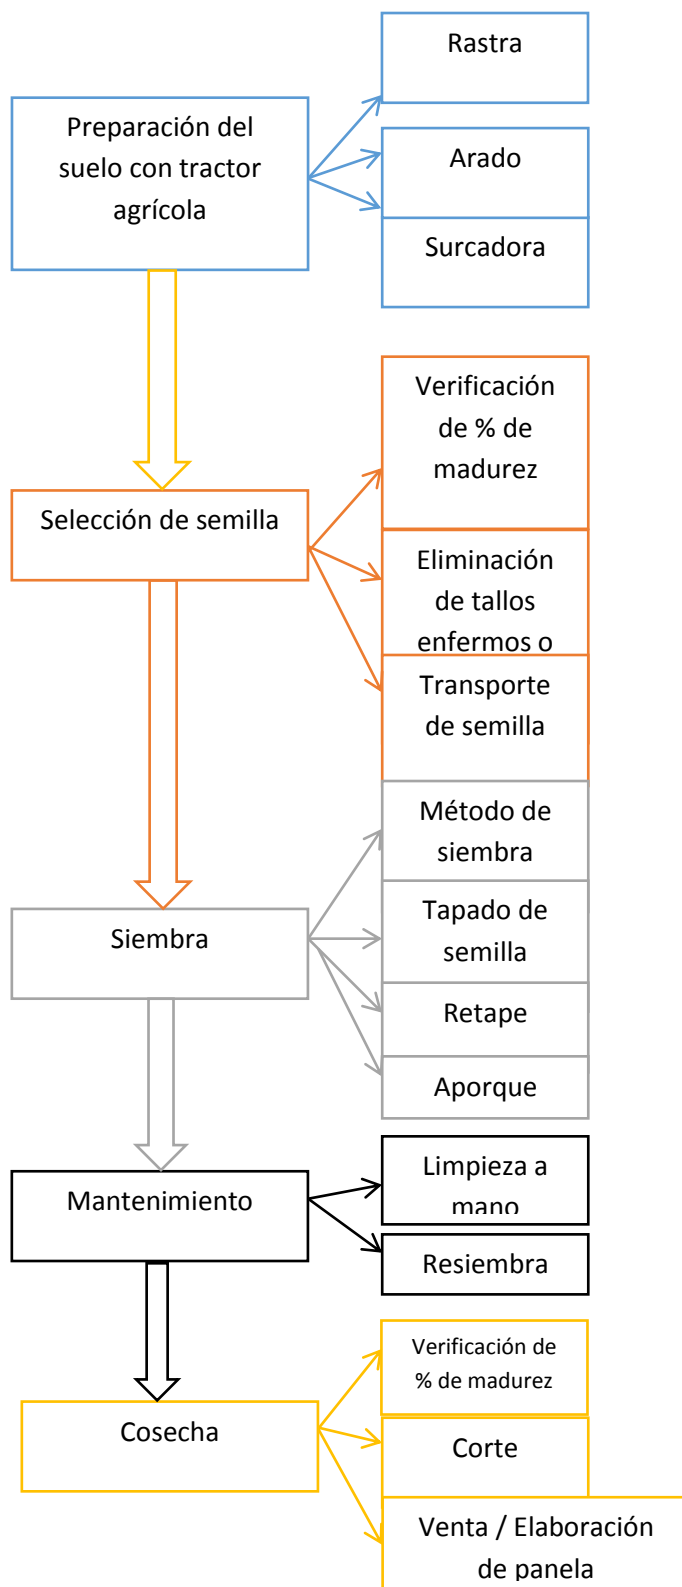 Rastra
Preparación del
suelo con tractor
agrícola
Arado
Surcadora
Verificación
de % de
madurez
Selección de semilla
Eliminación
de tallos
enfermos o
Transporte
de semilla
Método de
siembra
Siembra
Tapado de
semilla
Retape
Aporque
Mantenimiento
Limpieza a
mano
Resiembra
Verificación de
% de madurez
Cosecha
Corte
Venta / Elaboración
de panela